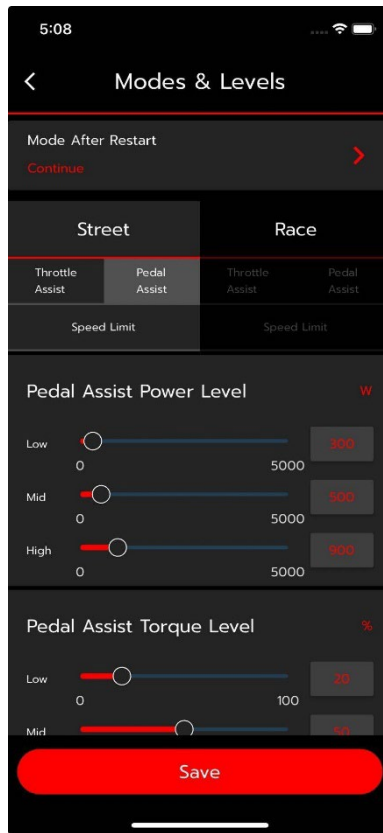 5:08
Modes & Levels
Mode After Restart
Continue
Street Race
Throttle Assist Pedal Assist Throttle Assist Pedal Assist
Speed Limit Speed Limit
Pedal Assist Power Level W
Low 300
0 5000
Mid 500
0 5000
High 900
0 5000
Pedal Assist Torque Level %
Low 20
0 100
Mid 50
Save